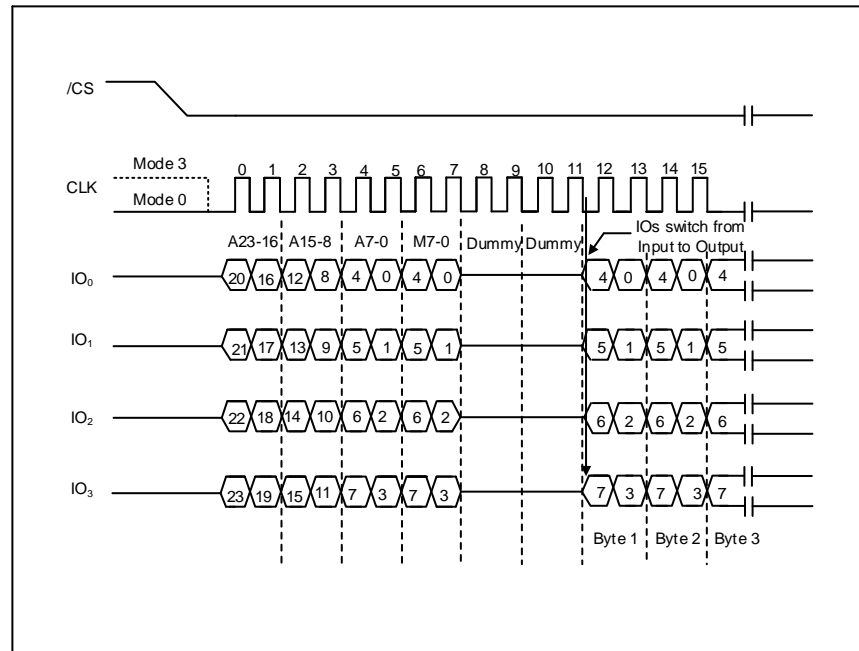 /CS
Mode 3
CLK
Mode 0
0 1 2 3 4 5 6 7 8 9 10 11 12 13 14 15
IOs switch from
Input to Output
A23-16 A15-8 A7-0 M7-0 Dummy Dummy
IO₀ 20 16 12 8 4 0 4 0 4 0 4 0 4
IO₁ 21 17 13 9 5 1 5 1 5 1 5 1 5
IO₂ 22 18 14 10 6 2 6 2 6 2 6 2 6
IO₃ 23 19 15 11 7 3 7 3 7 3 7 3 7
Byte 1 Byte 2 Byte 3